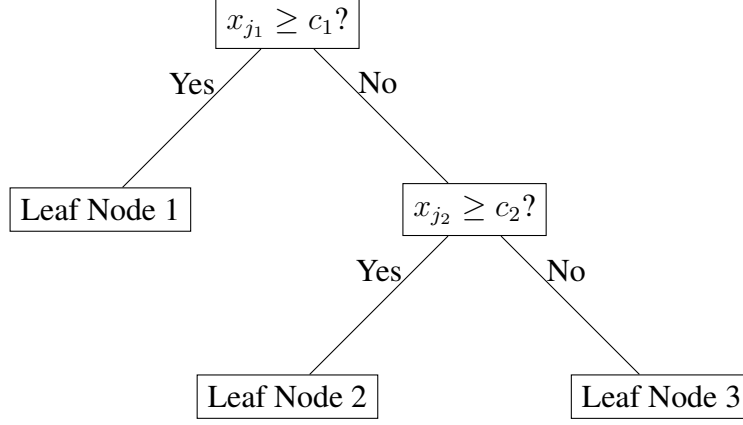 x_{j_1} ≥ c_1?
Yes
No
Leaf Node 1
x_{j_2} ≥ c_2?
Yes
No
Leaf Node 2
Leaf Node 3